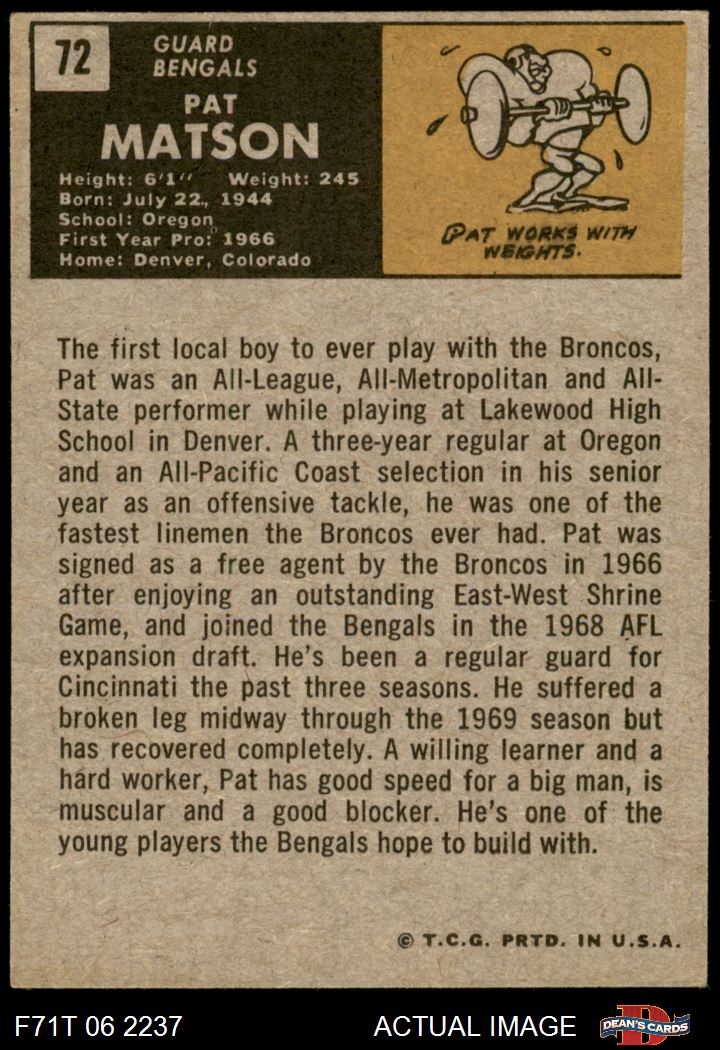 72
GUARD
BENGALS
PAT
MATSON
Height: 6'1" Weight: 245
Born: July 22, 1944
School: Oregon
First Year Pro: 1966
Home: Denver, Colorado
PAT WORKS WITH
WEIGHTS.
The first local boy to ever play with the Broncos,
Pat was an All-League, All-Metropolitan and All-
State performer while playing at Lakewood High
School in Denver. A three-year regular at Oregon
and an All-Pacific Coast selection in his senior
year as an offensive tackle, he was one of the
fastest linemen the Broncos ever had. Pat was
signed as a free agent by the Broncos in 1966
after enjoying an outstanding East-West Shrine
Game, and joined the Bengals in the 1968 AFL
expansion draft. He's been a regular guard for
Cincinnati the past three seasons. He suffered a
broken leg midway through the 1969 season but
has recovered completely. A willing learner and a
hard worker, Pat has good speed for a big man, is
muscular and a good blocker. He's one of the
young players the Bengals hope to build with.
© T.C.G. PRTD. IN U.S.A.
F71T 06 2237
ACTUAL IMAGE
D
DEAN'S CARDS